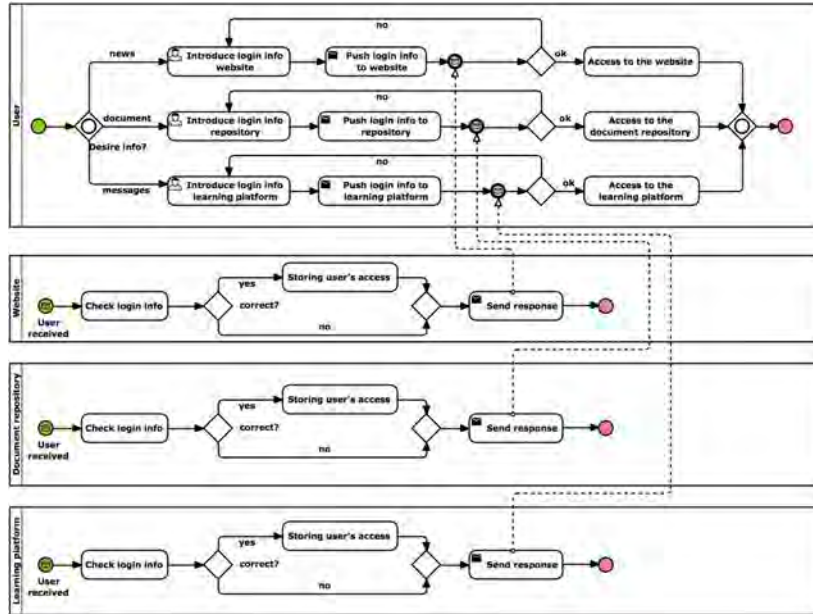 User
no
news
Introduce login info
website
Push login info
to website
ok
Access to the website
no
document
Introduce login info
repository
Push login info to
repository
ok
Access to the
document repository
Desire info?
no
messages
Introduce login info
learning platform
Push login info to
learning platform
ok
Access to the
learning platform
Website
User
received
Check login info
yes
correct?
no
Storing user's access
Send response
Document repository
User
received
Check login info
yes
correct?
no
Storing user's access
Send response
Learning platform
User
received
Check login info
yes
correct?
no
Storing user's access
Send response